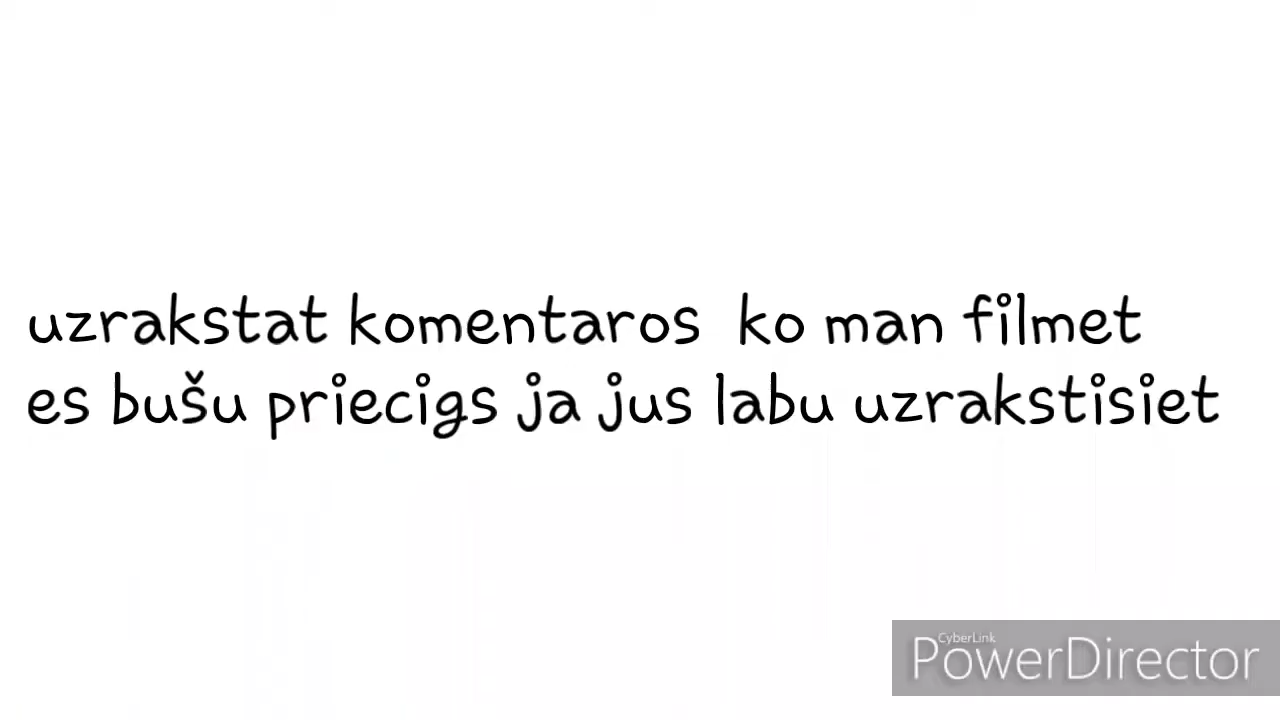 uzrakstat komentaros ko man filmet
es bušu priecigs ja jus labu uzrakstisiet
CyberLink
PowerDirector